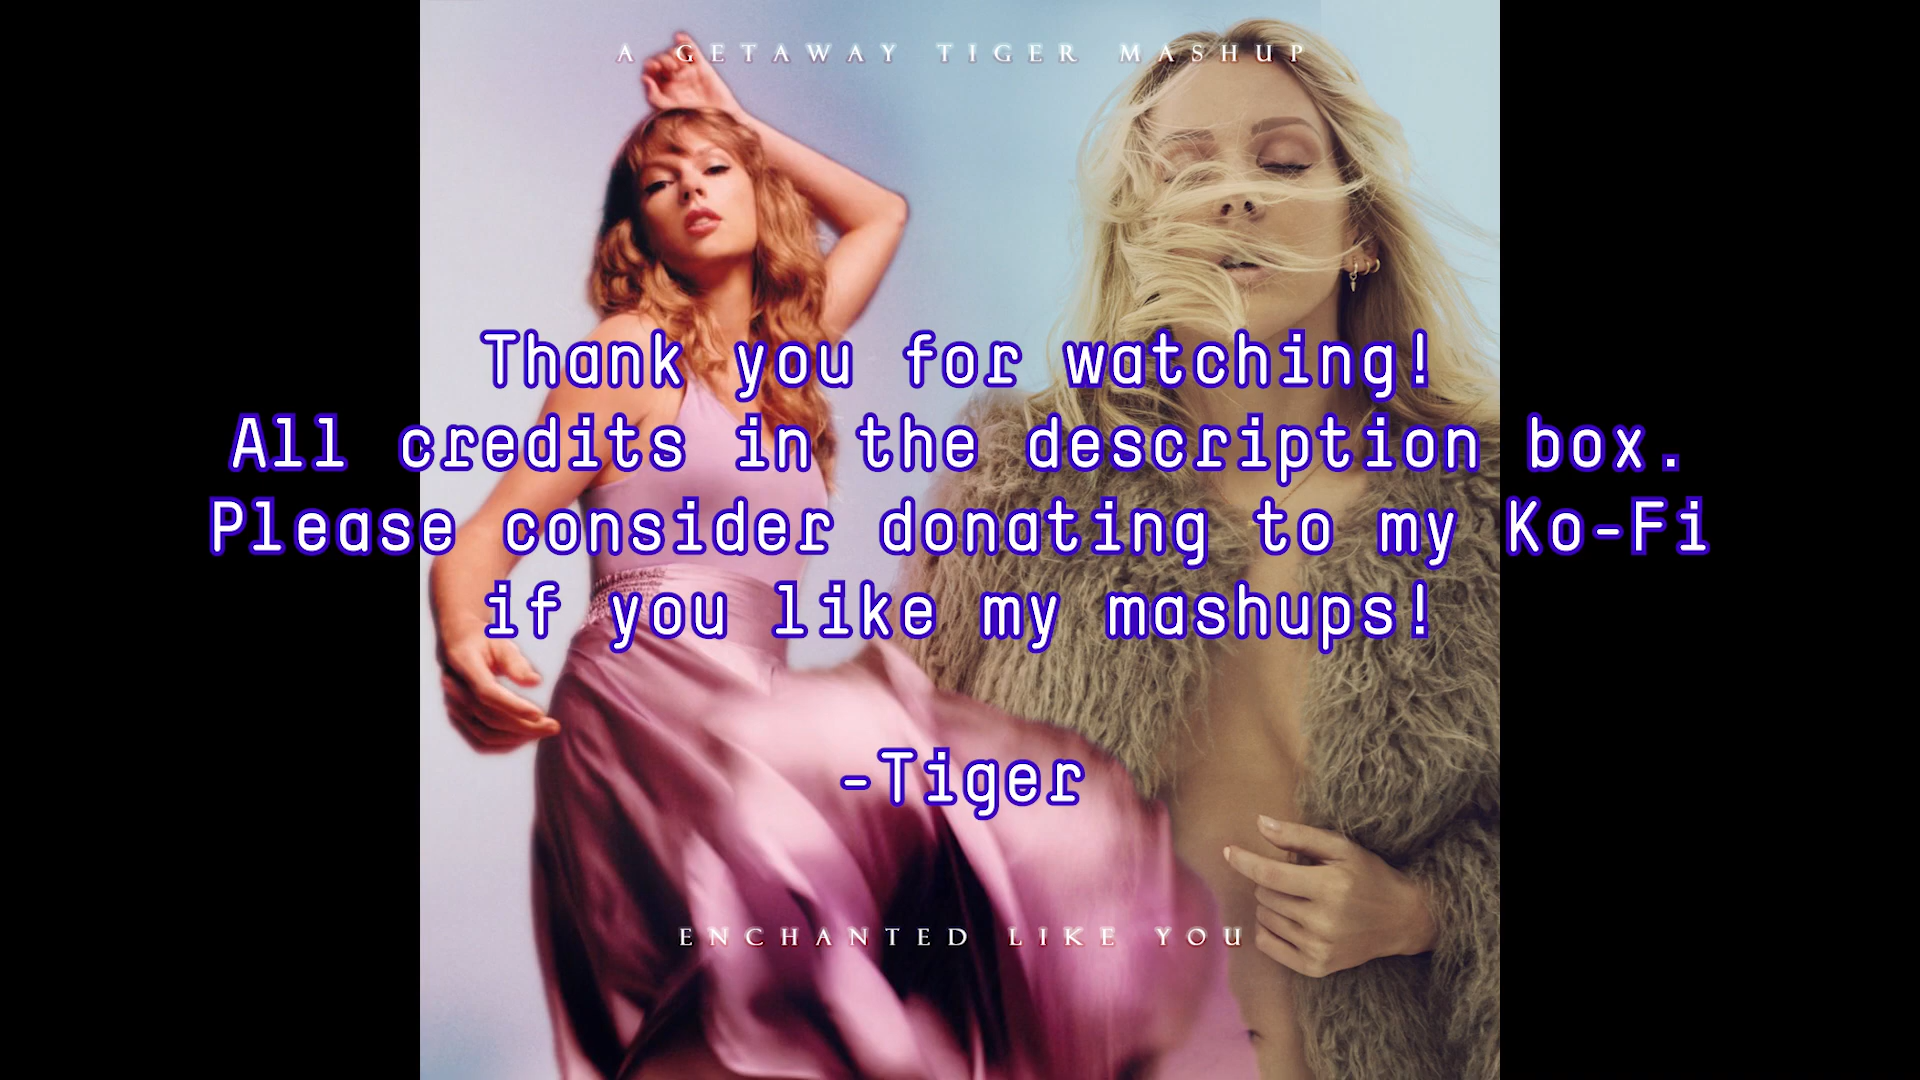 A GETAWAY TIGER MASHUP
Thank you for watching!
All credits in the description box.
Please consider donating to my Ko-Fi
if you like my mashups!
-Tiger
ENCHANTED LIKE YOU